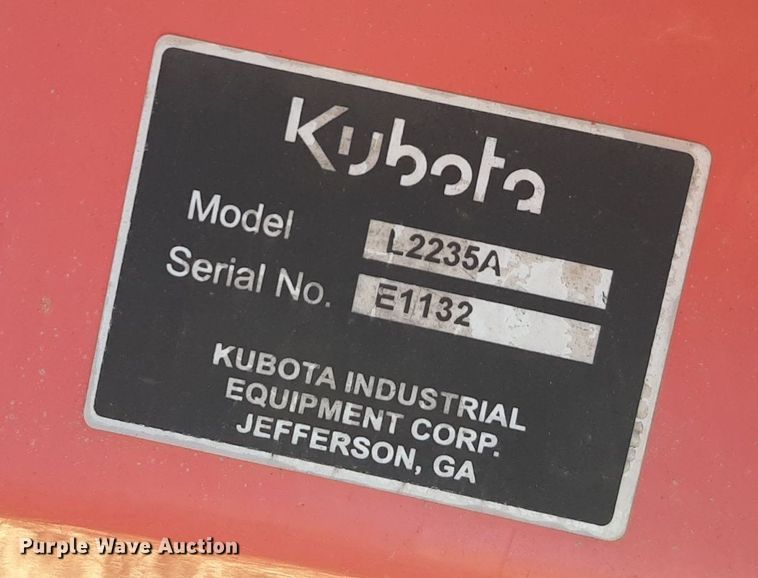 Kubota
Model L2235A
Serial No. E1132
KUBOTA INDUSTRIAL
EQUIPMENT CORP.
JEFFERSON, GA
Purple Wave Auction